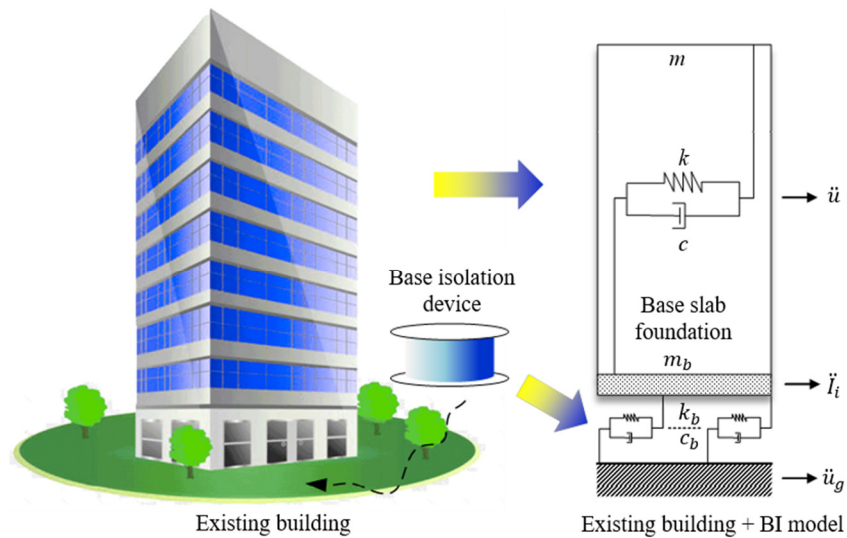 m
k
c
ü
Base isolation
device
Base slab
foundation
m_b
Ï_i
k_b
c_b
ü_g
Existing building
Existing building + BI model